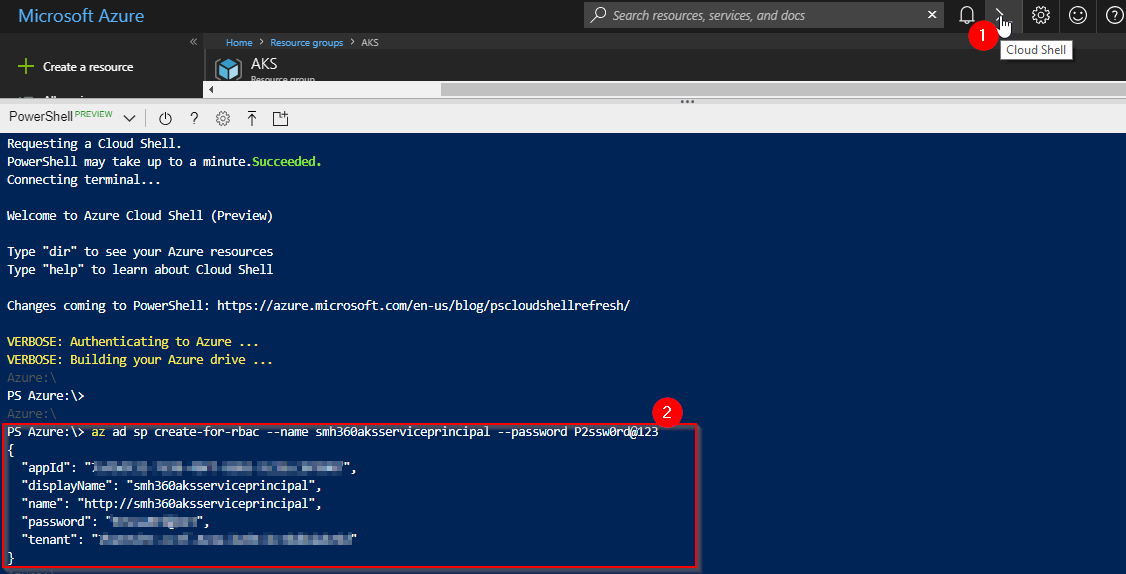 Microsoft Azure
Search resources, services, and docs
1
Cloud Shell
Create a resource
Home > Resource groups > AKS
AKS
Resource group
PowerShell PREVIEW
Requesting a Cloud Shell.
PowerShell may take up to a minute.Succeeded.
Connecting terminal...
Welcome to Azure Cloud Shell (Preview)
Type "dir" to see your Azure resources
Type "help" to learn about Cloud Shell
Changes coming to PowerShell: https://azure.microsoft.com/en-us/blog/pscloudshellrefresh/
VERBOSE: Authenticating to Azure ...
VERBOSE: Building your Azure drive ...
Azure:\
PS Azure:\>
Azure:\
2
PS Azure:\> az ad sp create-for-rbac --name smh360aksserviceprincipal --password P2ssw0rd@123
{
"appId": "",
"displayName": "smh360aksserviceprincipal",
"name": "http://smh360aksserviceprincipal",
"password": "",
"tenant": ""
}